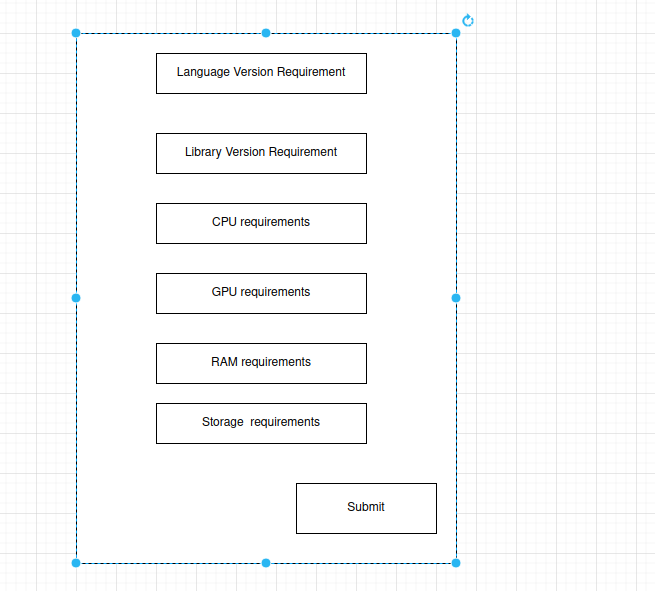 Language Version Requirement
Library Version Requirement
CPU requirements
GPU requirements
RAM requirements
Storage  requirements
Submit